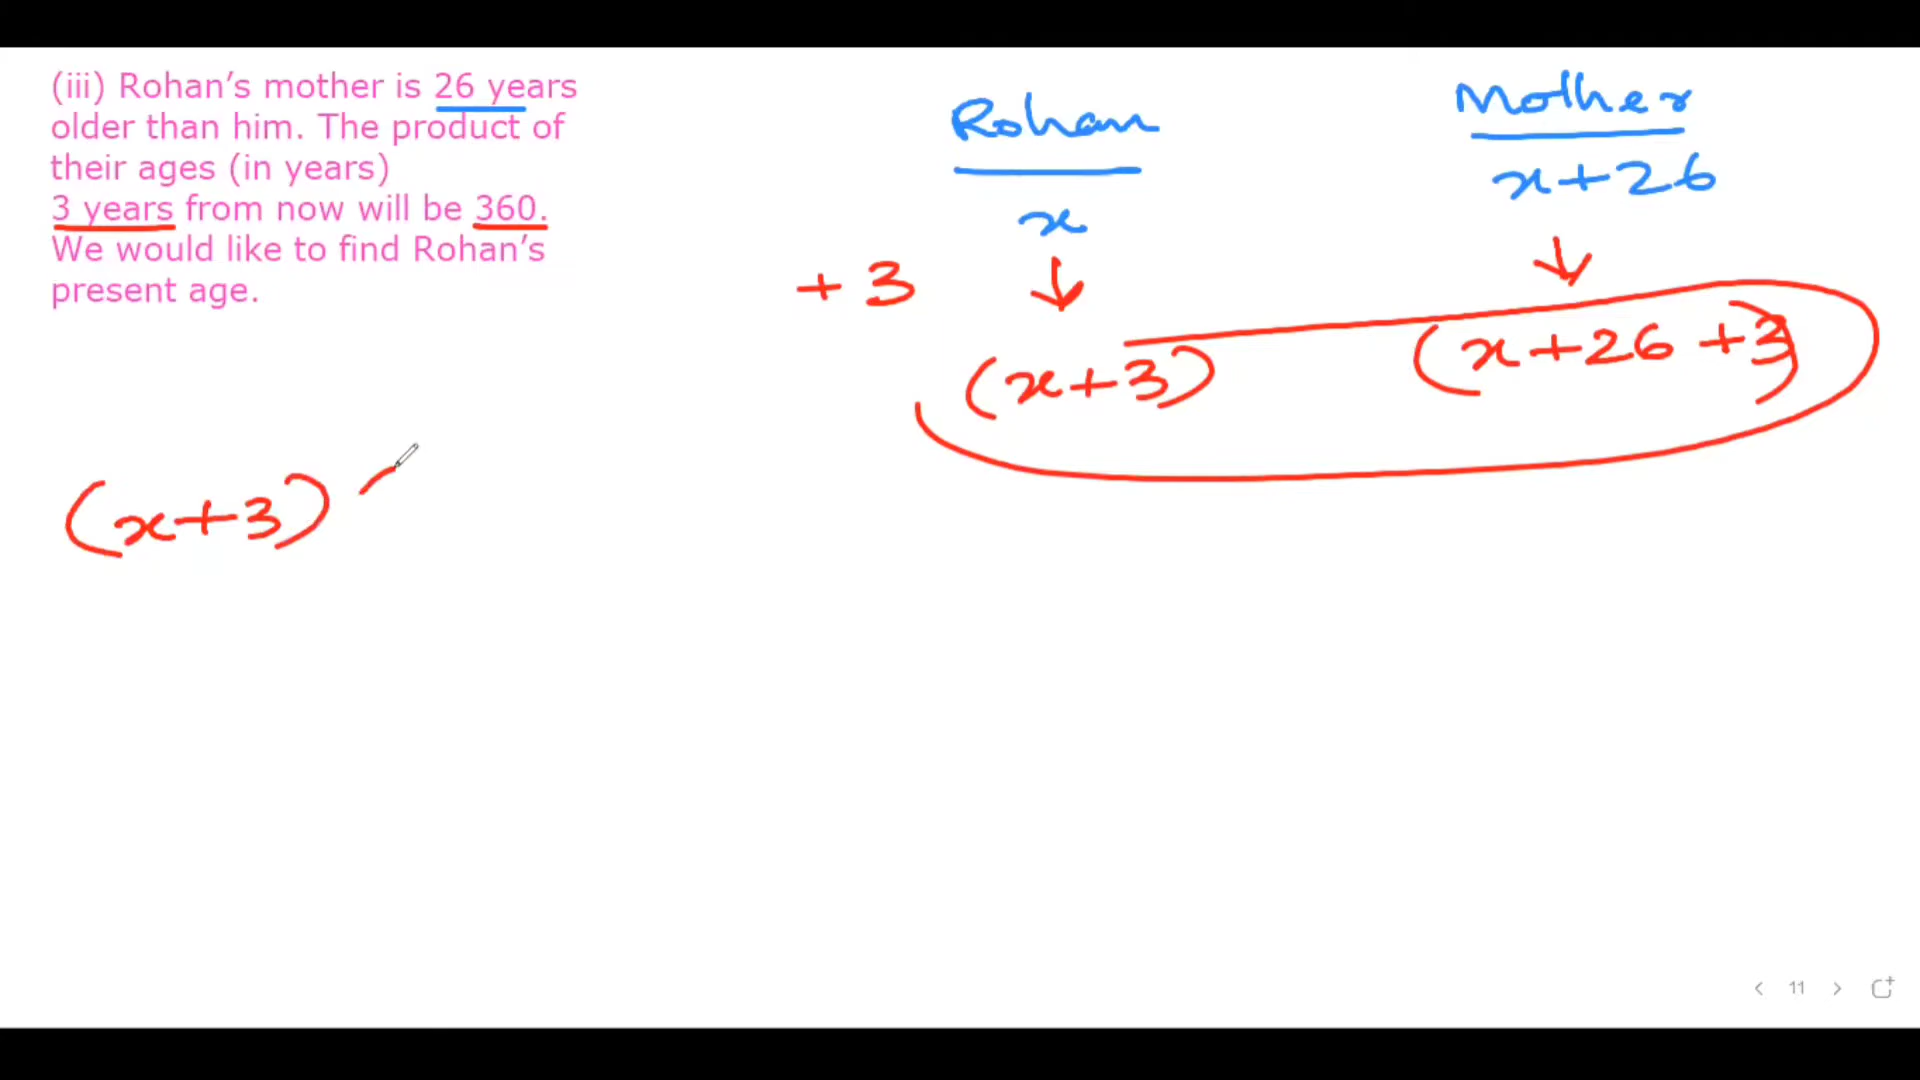 (iii) Rohan’s mother is 26 years
older than him. The product of
their ages (in years)
3 years from now will be 360.
We would like to find Rohan’s
present age.
Rohan
Mother
x
x+26
+3
(x+3)
(x+26+3)
(x+3)
11